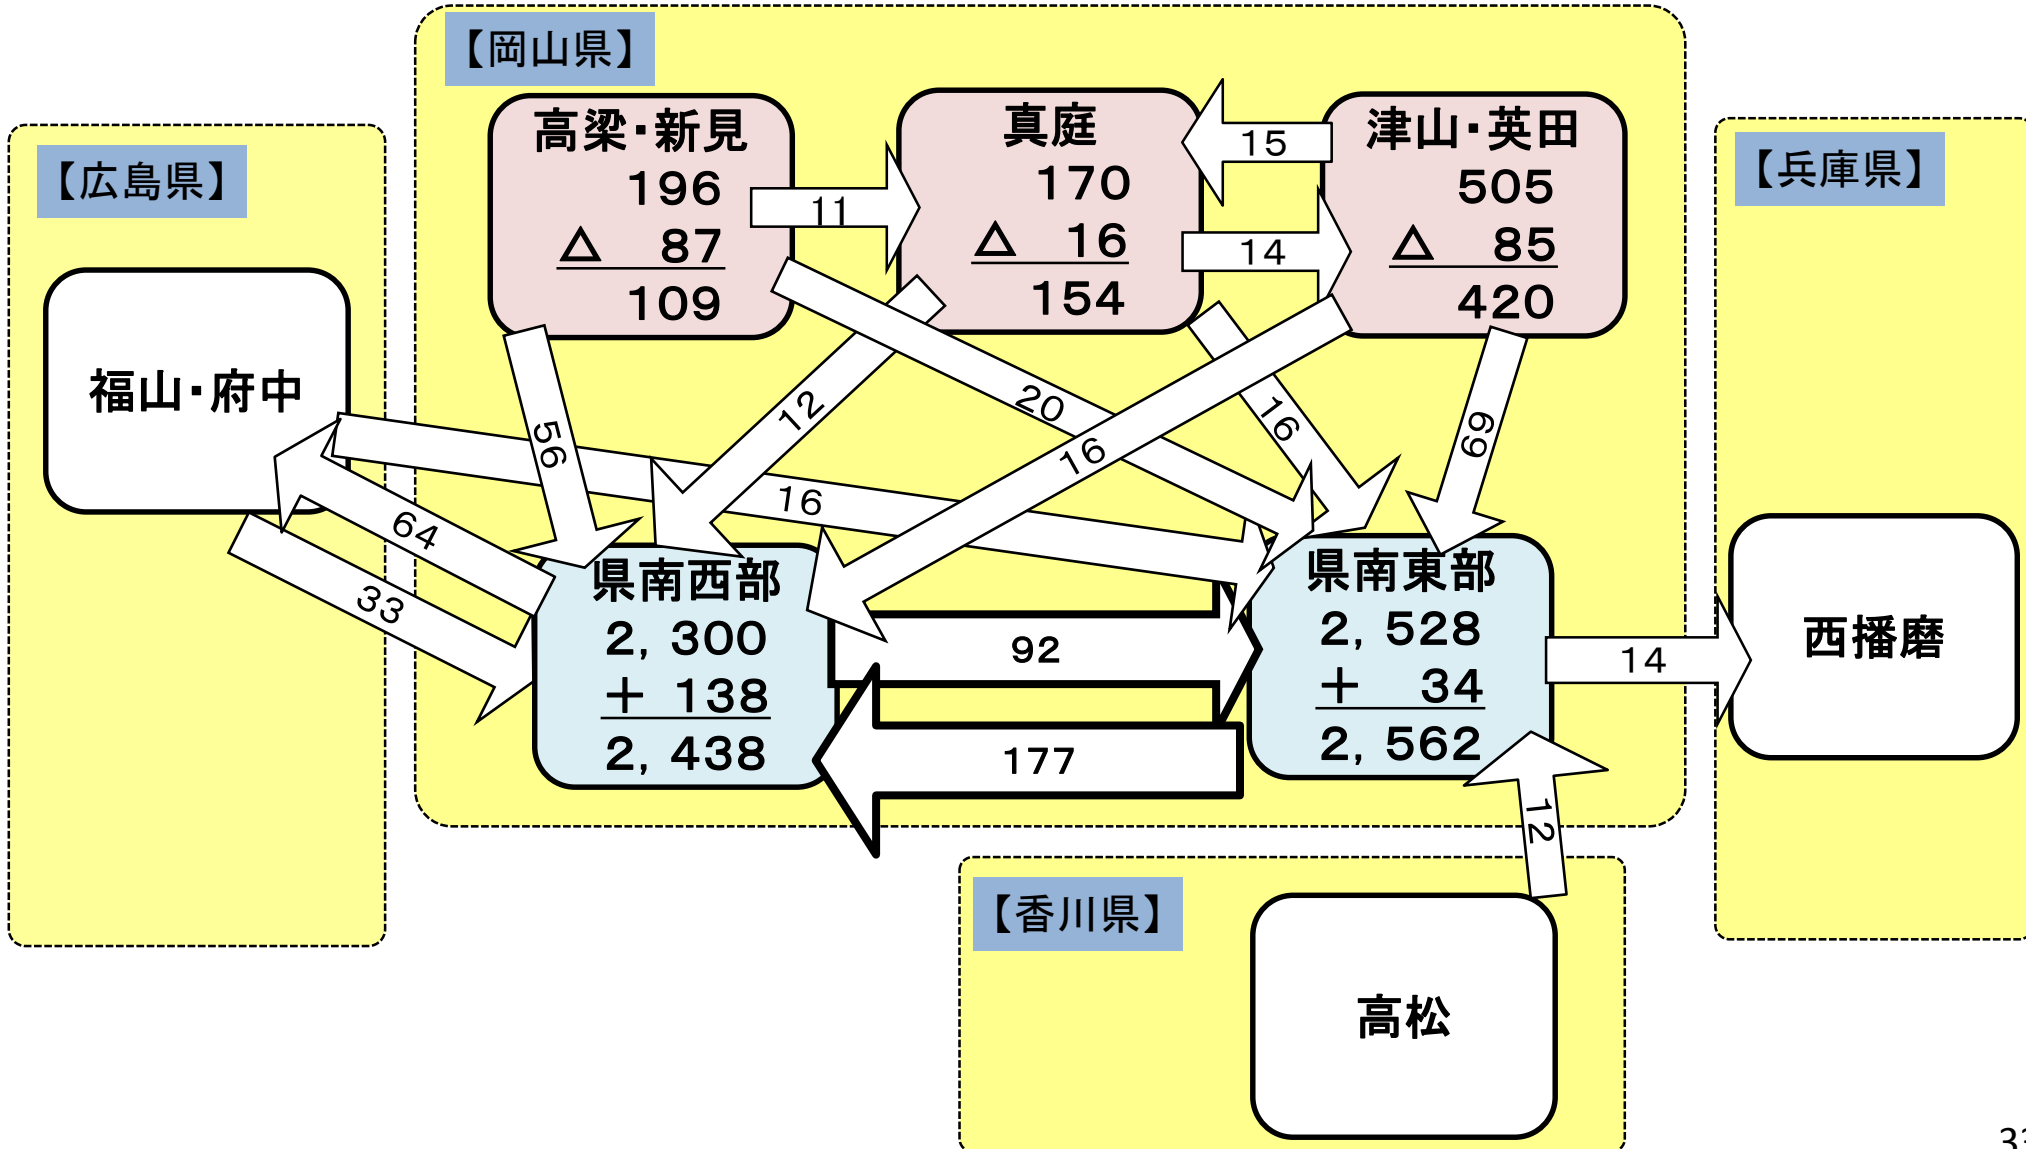 【岡山県】
高梁・新見
196
△ 87
109
真庭
170
△ 16
154
津山・英田
505
△ 85
420
【広島県】
福山・府中
【兵庫県】
西播磨
15
11
14
56
12
20
16
16
69
16
64
33
県南西部
2,300
+ 138
2,438
92
177
県南東部
2,528
+ 34
2,562
14
12
【香川県】
高松